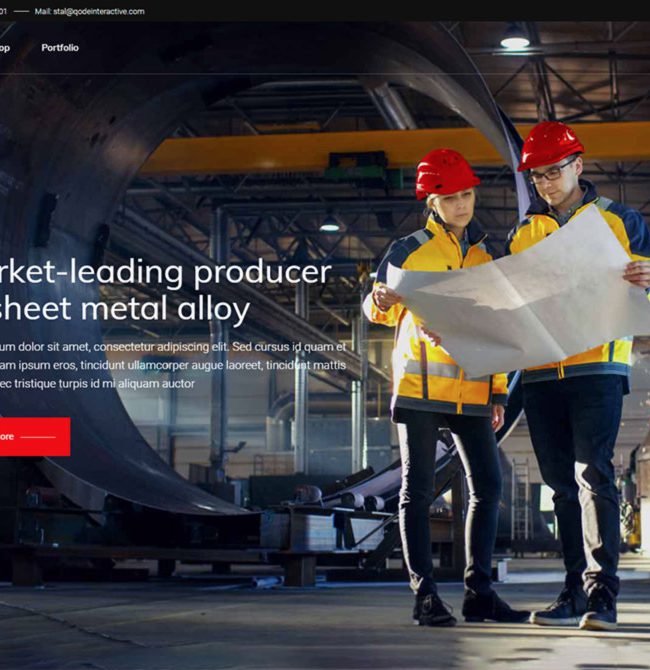 01 Mail: stal@qodeinteractive.com
op Portfolio
rket-leading producer
sheet metal alloy
um dolor sit amet, consectetur adipiscing elit. Sed cursus id quam et
am ipsum eros, tincidunt ullamcorper augue laoreet, tincidunt mattis
ec tristique turpis id mi aliquam auctor
ore